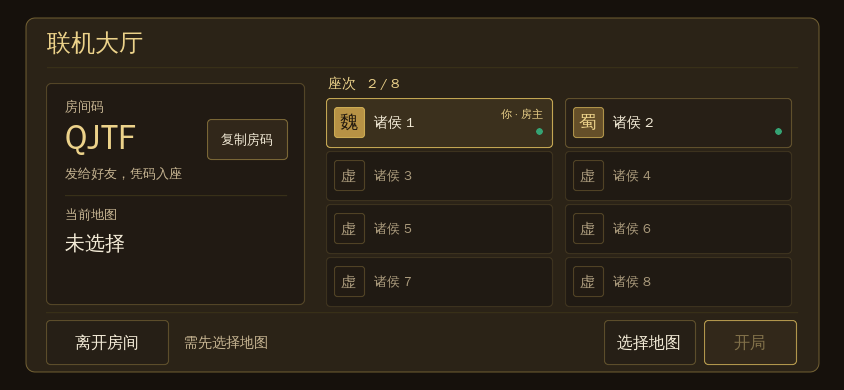 联机大厅
房间码
QJTF
复制房码
发给好友，凭码入座
当前地图
未选择
座次 2/8
魏 诸侯 1 你·房主
蜀 诸侯 2
虚 诸侯 3
虚 诸侯 4
虚 诸侯 5
虚 诸侯 6
虚 诸侯 7
虚 诸侯 8
离开房间
需先选择地图
选择地图
开局